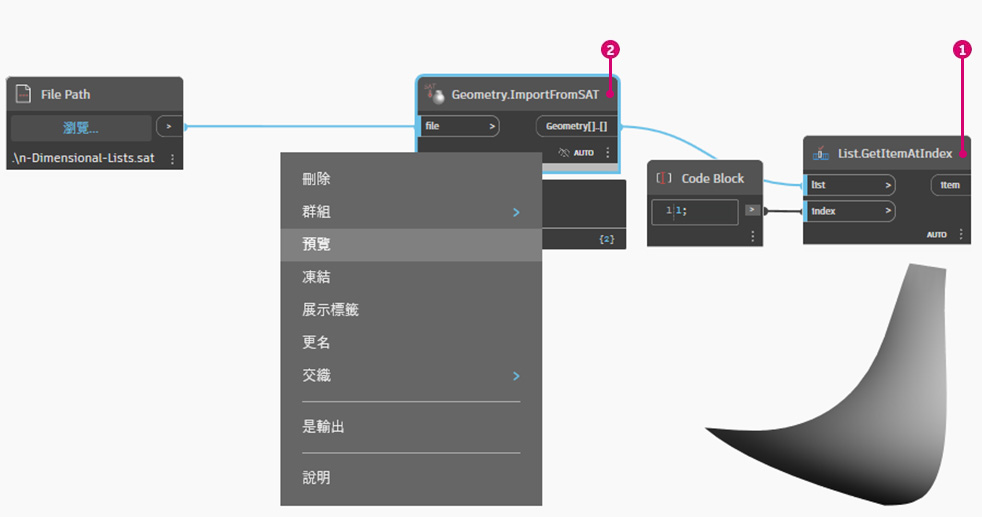 2
1
File Path
瀏覽...
>
.\n-Dimensional-Lists.sat
SAT
Geometry.ImportFromSAT
file >
Geometry[]..[]
AUTO
{2}
刪除
群組 >
預覽
凍結
展示標籤
更名
交織 >
是輸出
說明
Code Block
1 1;
>
List.GetItemAtIndex
list >
item
index >
AUTO